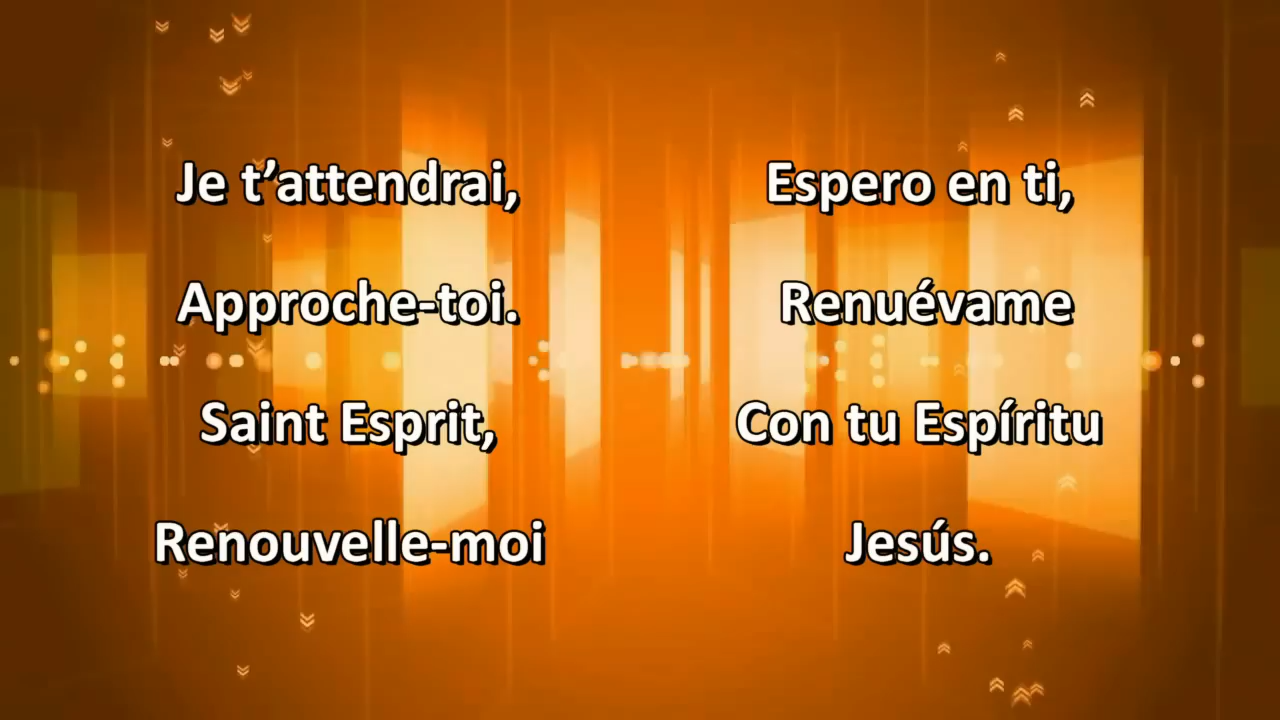 Je t’attendrai,
Approche-toi.
Saint Esprit,
Renouvelle-moi
Espero en ti,
Renuévame
Con tu Espíritu
Jesús.